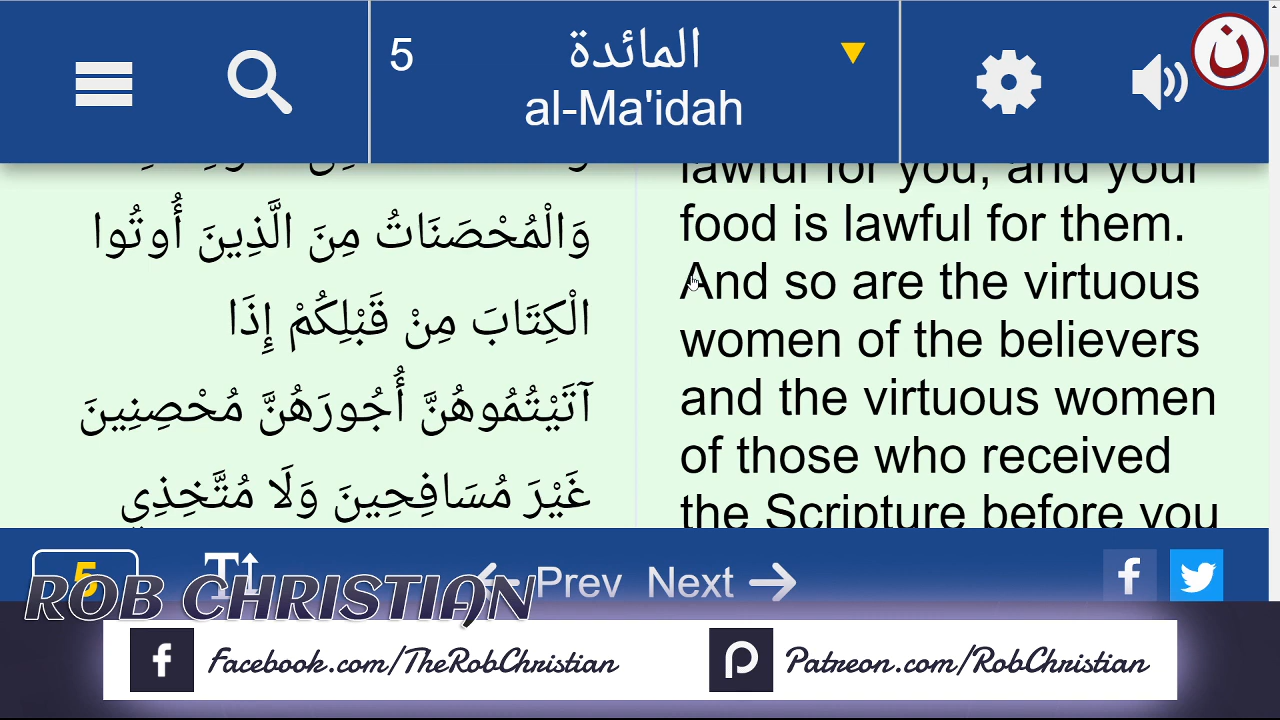 5
المائدة
al-Ma'idah
ن
وَالْمُحْصَنَاتُ مِنَ الَّذِينَ أُوتُوا
الْكِتَابَ مِنْ قَبْلِكُمْ إِذَا
آتَيْتُمُوهُنَّ أُجُورَهُنَّ مُحْصِنِينَ
غَيْرَ مُسَافِحِينَ وَلَا مُتَّخِذِي
lawful for you, and your
food is lawful for them.
And so are the virtuous
women of the believers
and the virtuous women
of those who received
the Scripture before you
5
T
Prev Next
ROB CHRISTIAN
Facebook.com/TheRobChristian
Patreon.com/RobChristian